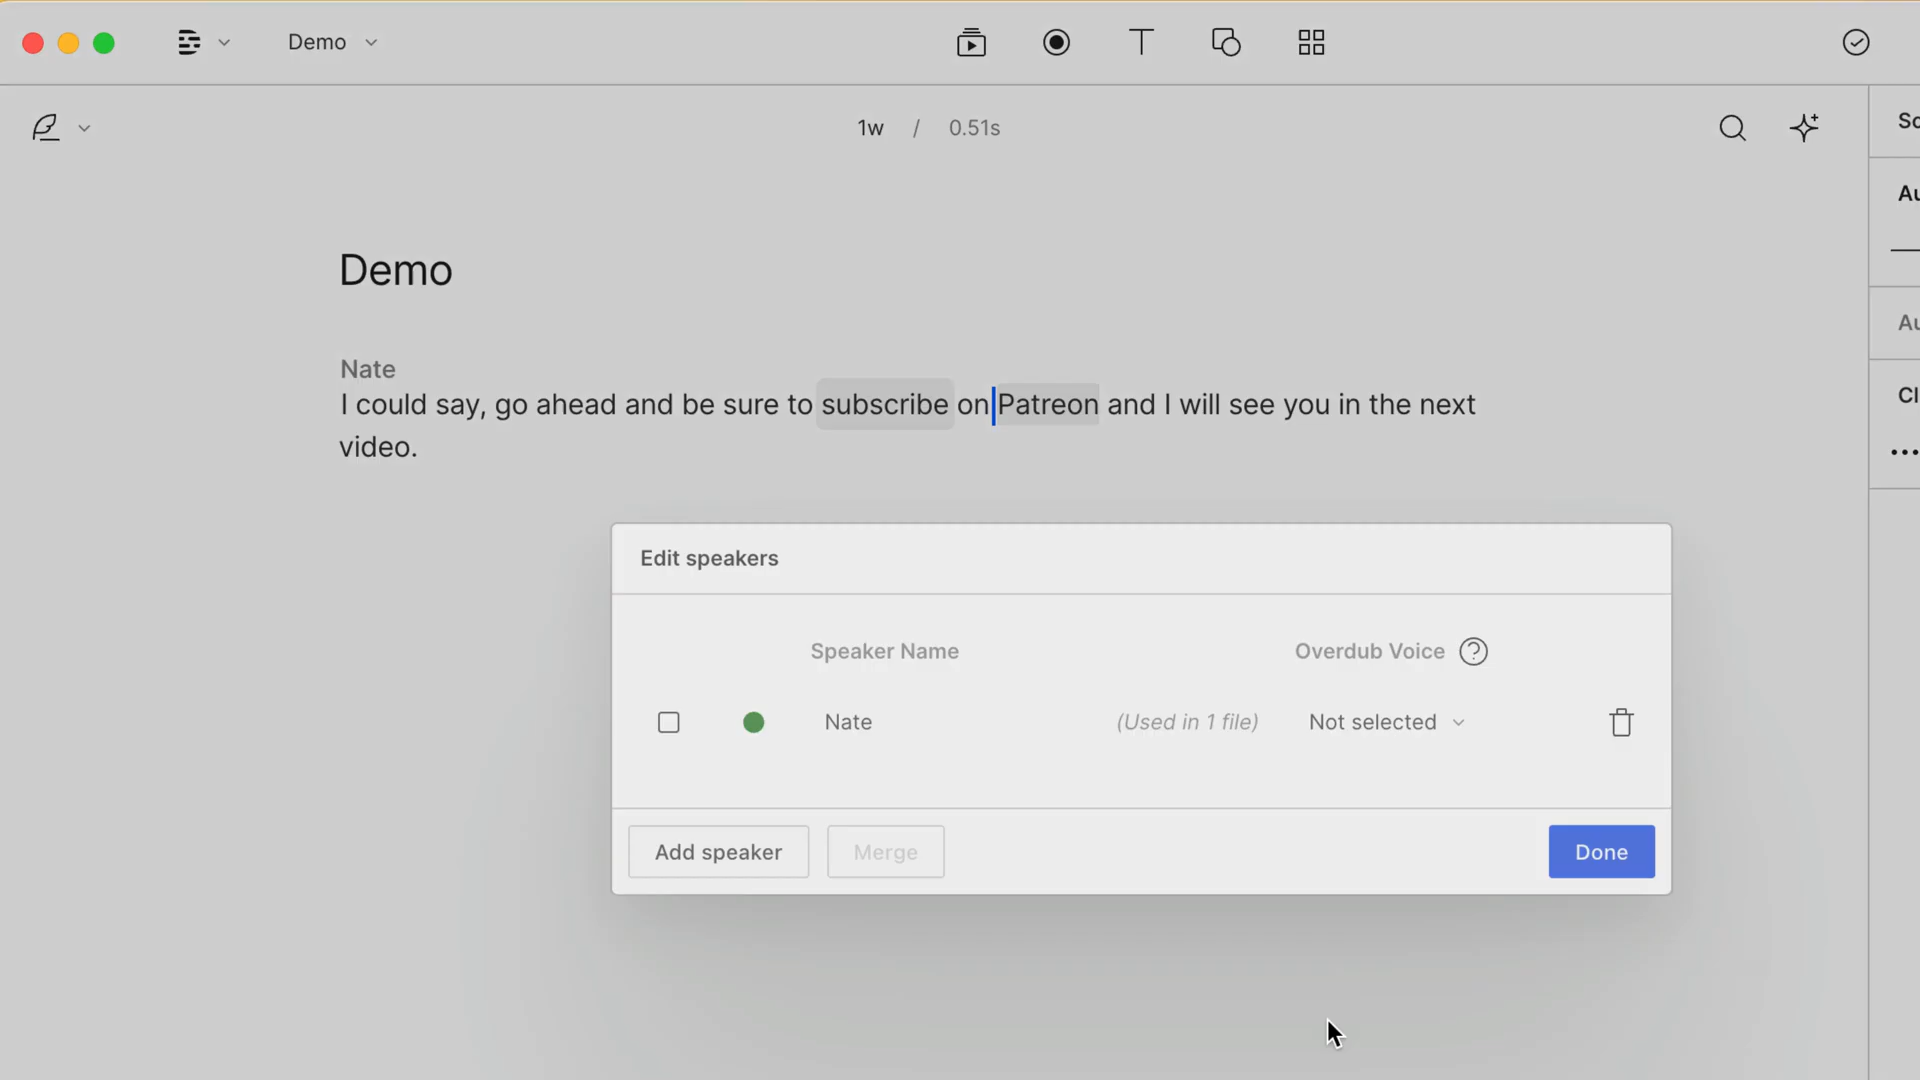 Demo
1w / 0.51s
Demo
Nate
I could say, go ahead and be sure to subscribe on Patreon and I will see you in the next
video.
Edit speakers
Speaker Name Overdub Voice ?
Nate (Used in 1 file) Not selected
Add speaker Merge Done